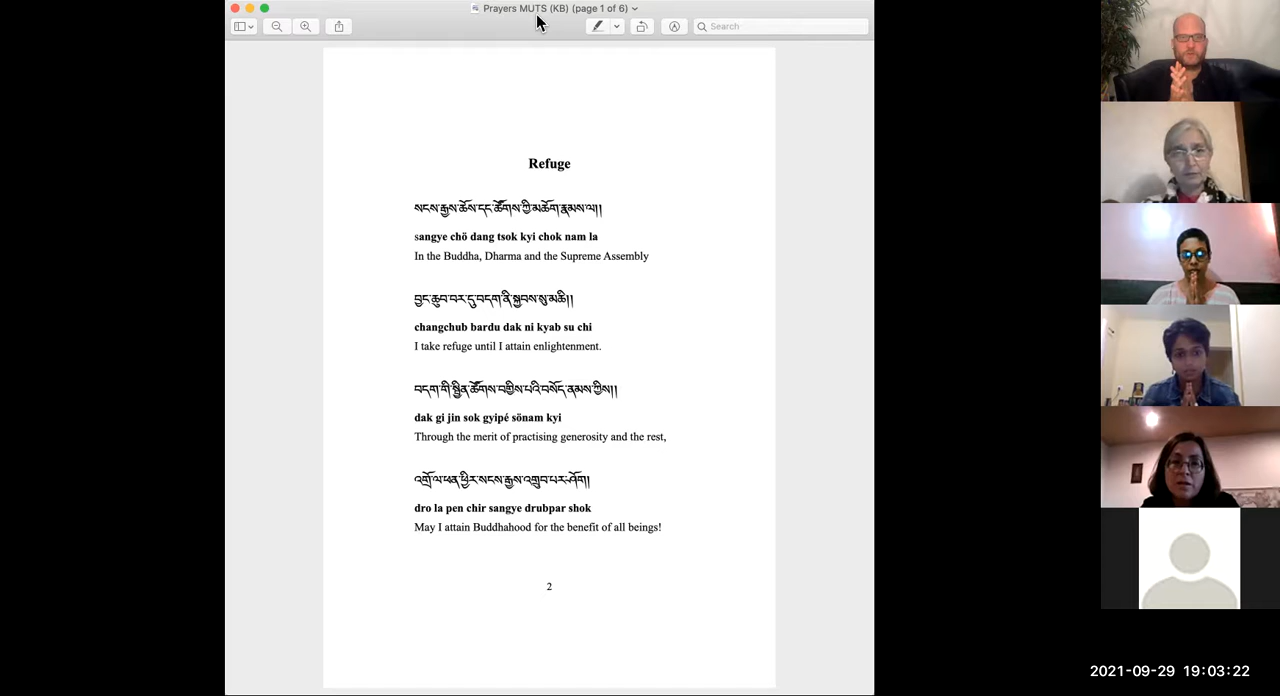 Prayers MUTS (KB) (page 1 of 6)
Search
Refuge
སངས་རྒྱས་ཆོས་དང་ཚོགས་ཀྱི་མཆོག་རྣམས་ལ།།
sangye chö dang tsok kyi chok nam la
In the Buddha, Dharma and the Supreme Assembly
བྱང་ཆུབ་བར་དུ་བདག་ནི་སྐྱབས་སུ་མཆི།།
changchub bardu dak ni kyab su chi
I take refuge until I attain enlightenment.
བདག་གི་སྦྱིན་ཚོགས་བགྱིས་པའི་བསོད་ནམས་ཀྱིས།།
dak gi jin sok gyipé sönam kyi
Through the merit of practising generosity and the rest,
འགྲོ་ལ་ཕན་ཕྱིར་སངས་རྒྱས་འགྲུབ་པར་ཤོག།
dro la pen chir sangye drubpar shok
May I attain Buddhahood for the benefit of all beings!
2
2021-09-29 19:03:22